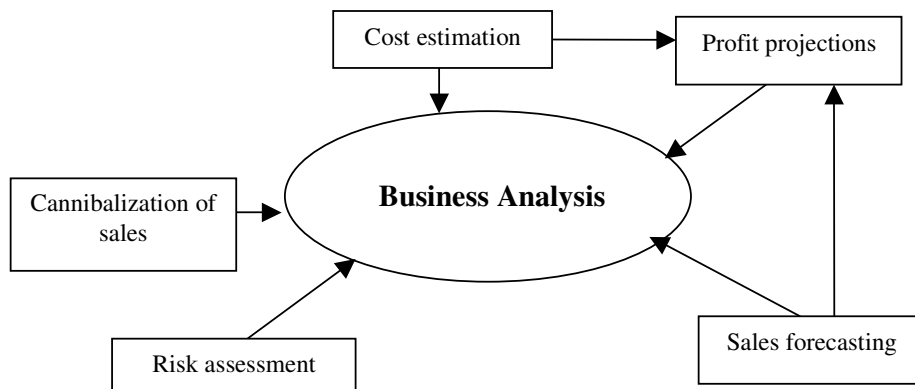 Cost estimation
Profit projections
Business Analysis
Cannibalization of
sales
Sales forecasting
Risk assessment